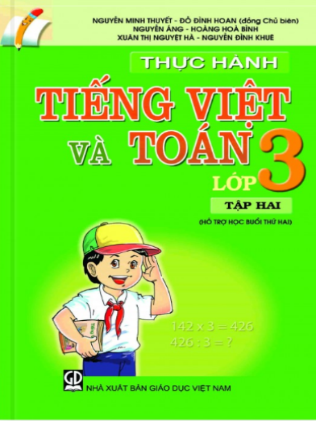 NGUYỄN MINH THUYẾT - ĐỖ ĐÌNH HOAN (đồng Chủ biên)
NGUYỄN ÁNG - HOÀNG HOÀ BÌNH
XUÂN THỊ NGUYỆT HÀ - NGUYỄN ĐÌNH KHUÊ
THỰC HÀNH
TIẾNG VIỆT
VÀ TOÁN
LỚP 3
TẬP HAI
(HỖ TRỢ HỌC BUỔI THỨ HAI)
142 x 3 = 426
426 : 3 = ?
GD
NHÀ XUẤT BẢN GIÁO DỤC VIỆT NAM